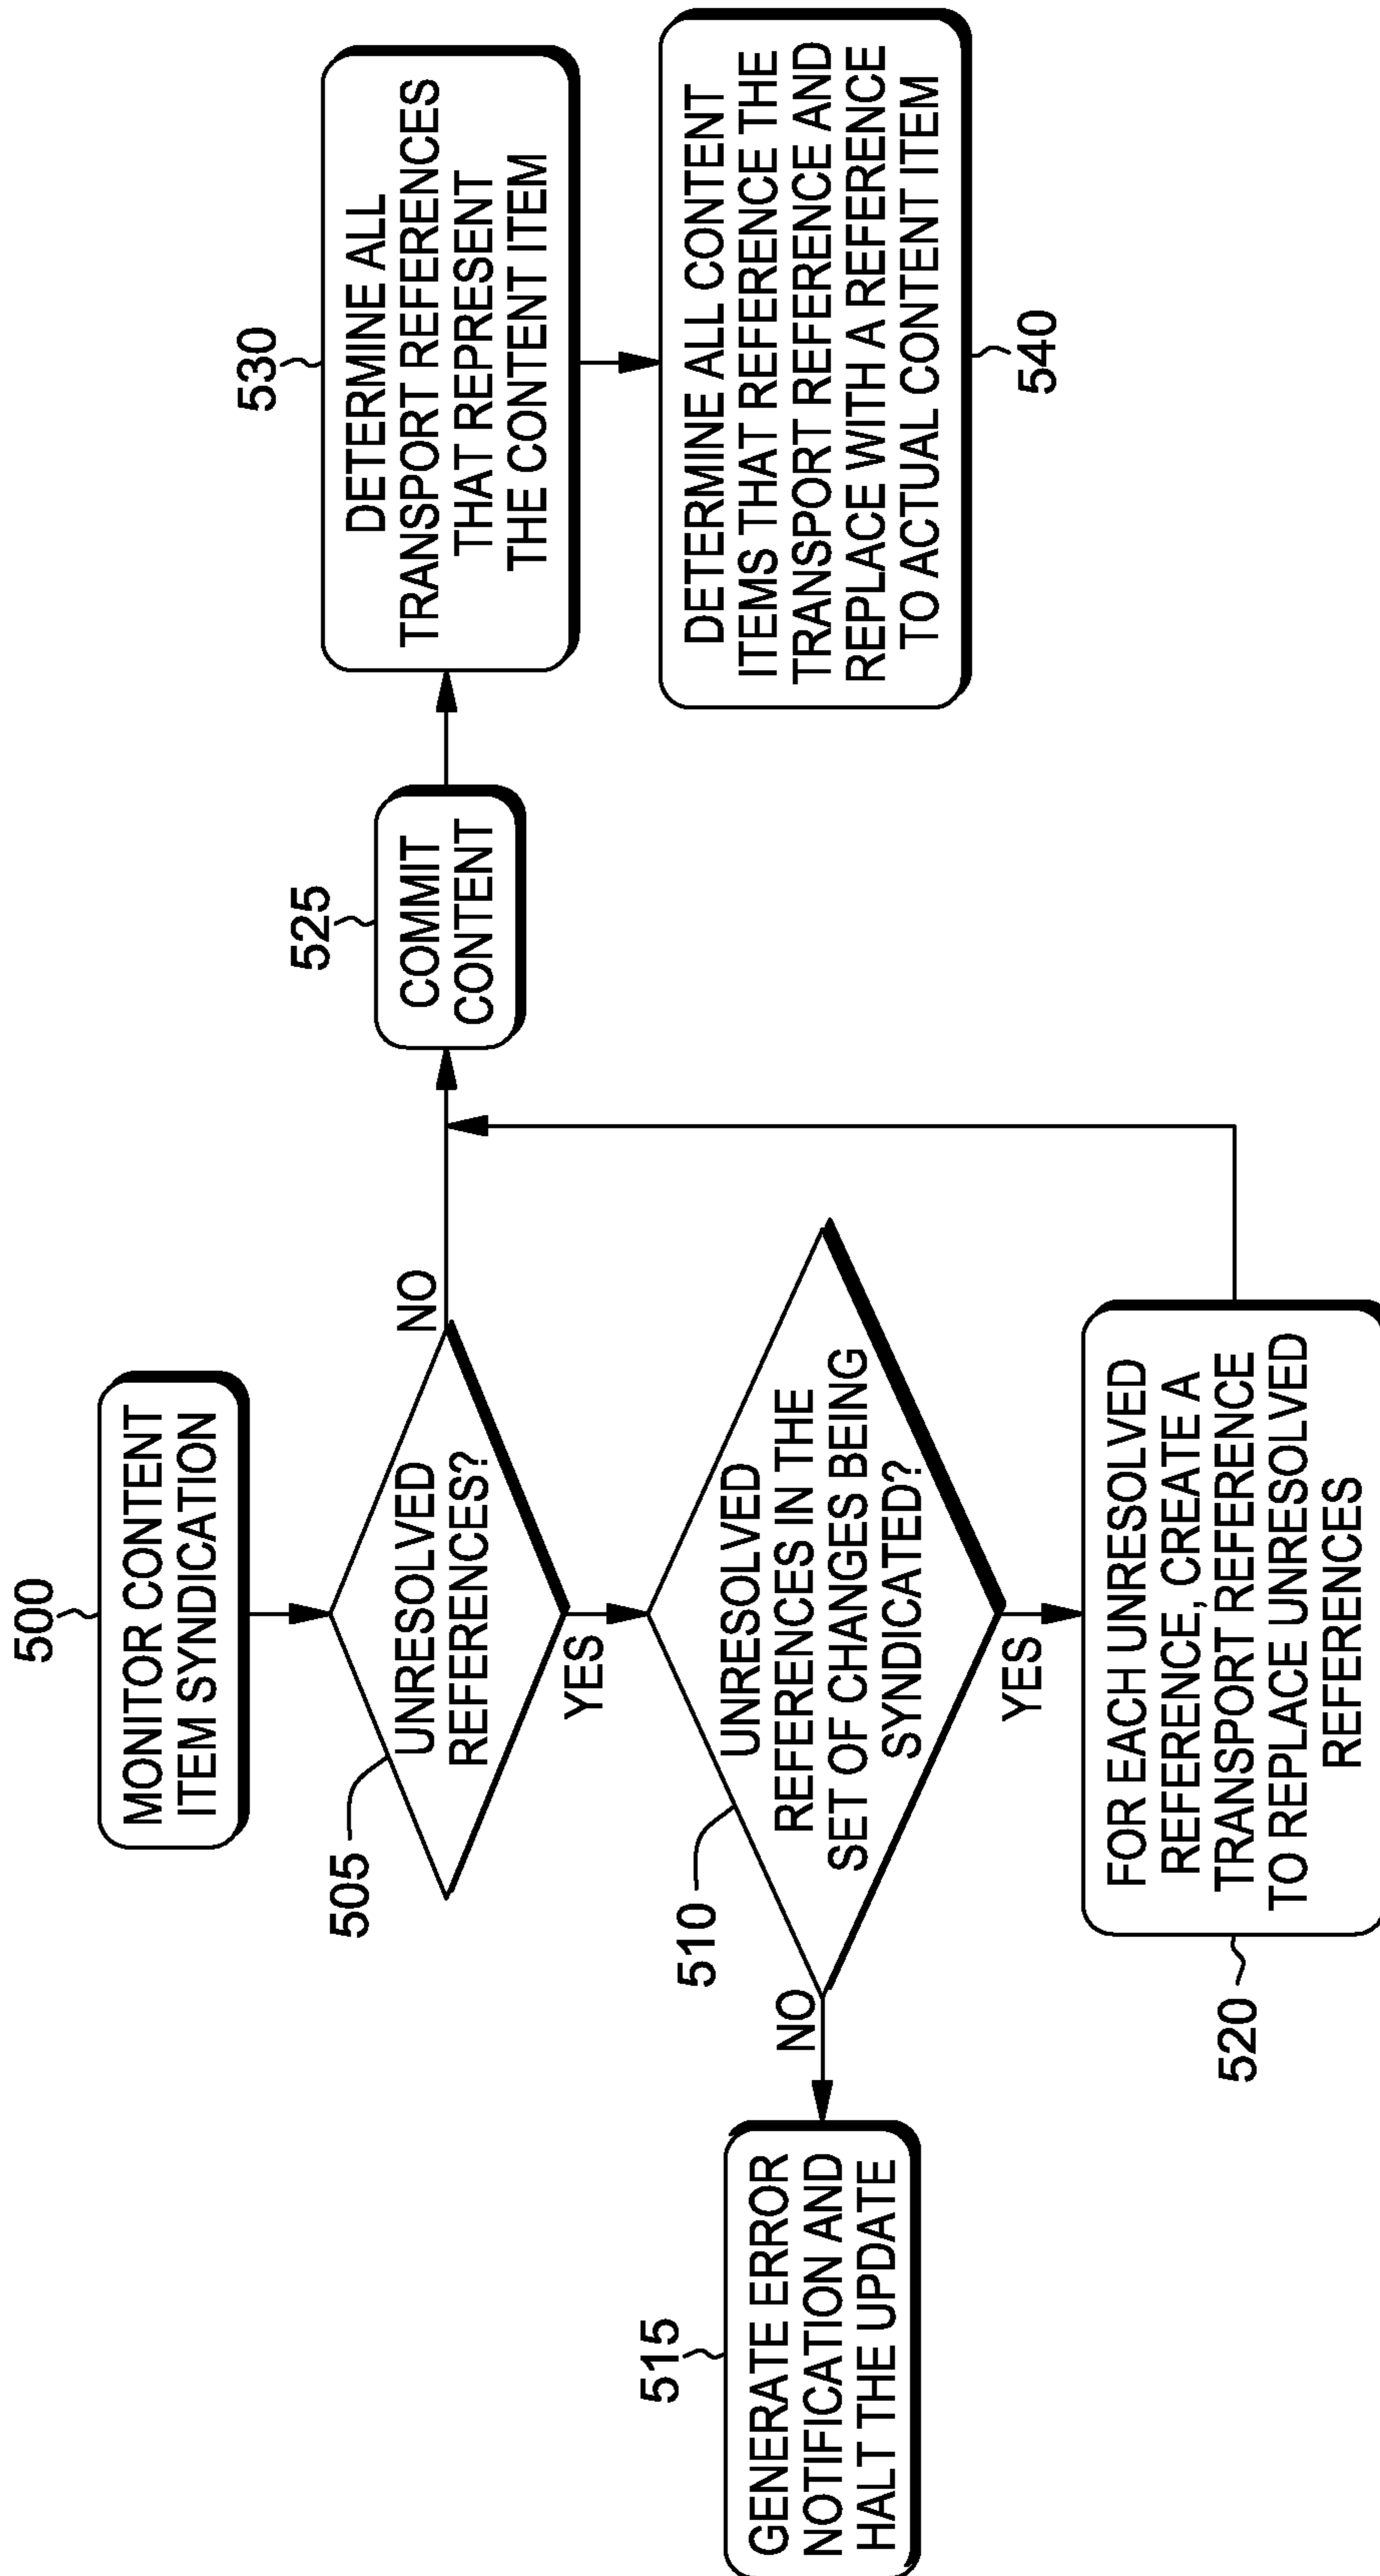 500
MONITOR CONTENT
ITEM SYNDICATION
505
UNRESOLVED
REFERENCES?
NO
YES
510
UNRESOLVED
REFERENCES IN THE
SET OF CHANGES BEING
SYNDICATED?
NO
YES
515
GENERATE ERROR
NOTIFICATION AND
HALT THE UPDATE
520
FOR EACH UNRESOLVED
REFERENCE, CREATE A
TRANSPORT REFERENCE
TO REPLACE UNRESOLVED
REFERENCES
525
COMMIT
CONTENT
530
DETERMINE ALL
TRANSPORT REFERENCES
THAT REPRESENT
THE CONTENT ITEM
DETERMINE ALL CONTENT
ITEMS THAT REFERENCE THE
TRANSPORT REFERENCE AND
REPLACE WITH A REFERENCE
TO ACTUAL CONTENT ITEM
540